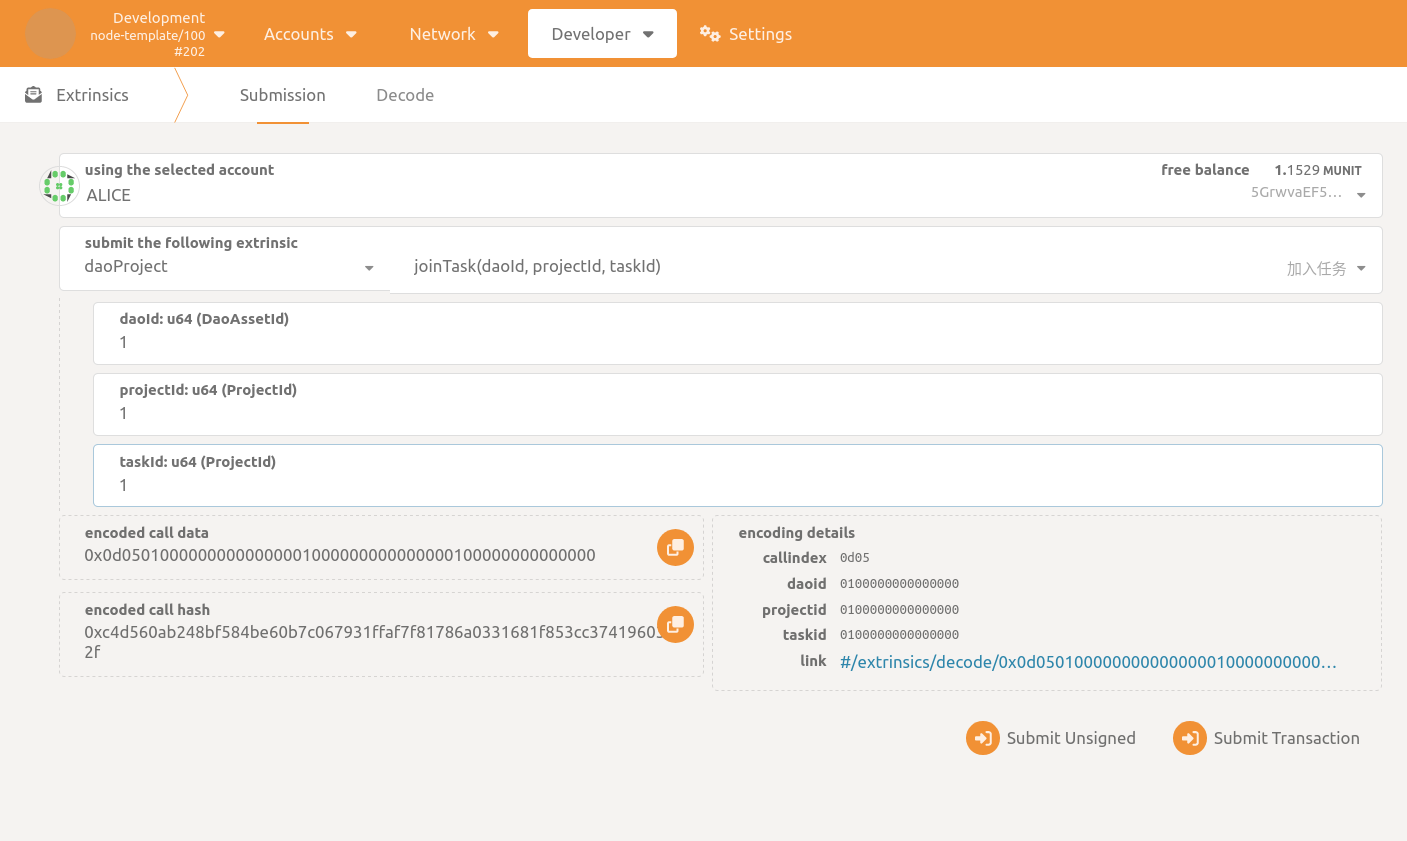 Development
node-template/100
#202
Accounts
Network
Developer
Settings
Extrinsics
Submission
Decode
using the selected account
ALICE
free balance 1.1529 MUNIT
5GrwvaEF5...
submit the following extrinsic
daoProject
joinTask(daoId, projectId, taskId)
加入任务
daoId: u64 (DaoAssetId)
1
projectId: u64 (ProjectId)
1
taskId: u64 (ProjectId)
1
encoded call data
0x0d05010000000000000001000000000000000100000000000000
encoded call hash
0xc4d560ab248bf584be60b7c067931ffaf7f81786a0331681f853cc37419603
2f
encoding details
callindex 0d05
daoid 0100000000000000
projectid 0100000000000000
taskid 0100000000000000
link #/extrinsics/decode/0x0d050100000000000000010000000000...
Submit Unsigned
Submit Transaction